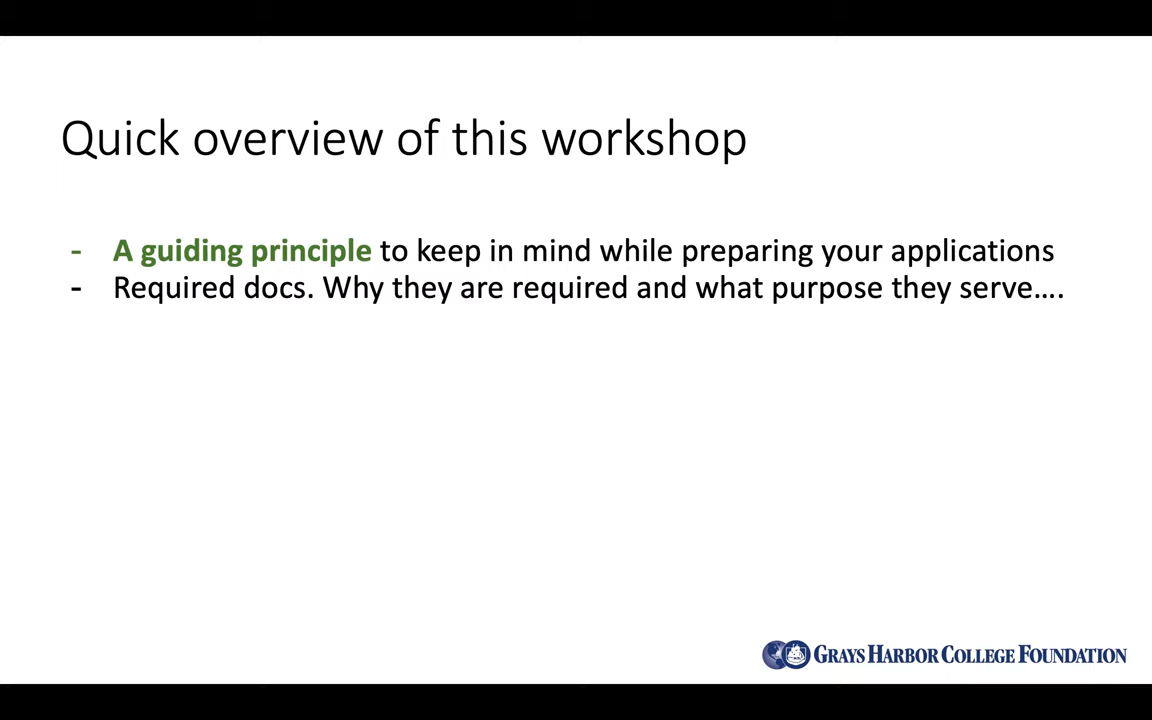 Quick overview of this workshop
- A guiding principle to keep in mind while preparing your applications
- Required docs. Why they are required and what purpose they serve….
GRAYS HARBOR COLLEGE FOUNDATION